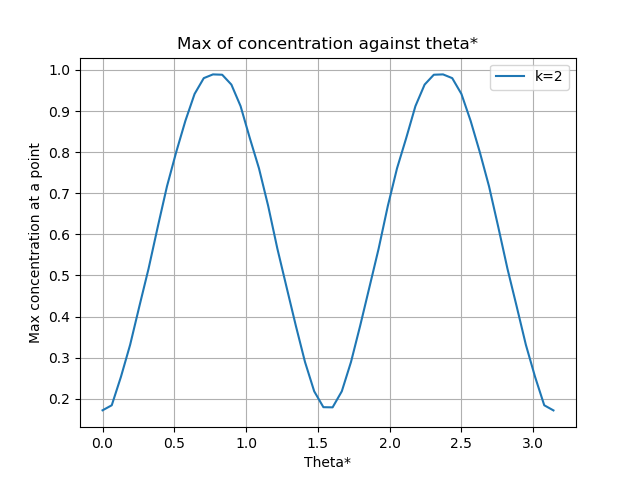 Max of concentration against theta*
k=2
Max concentration at a point
1.0
0.9
0.8
0.7
0.6
0.5
0.4
0.3
0.2
0.0 0.5 1.0 1.5 2.0 2.5 3.0
Theta*